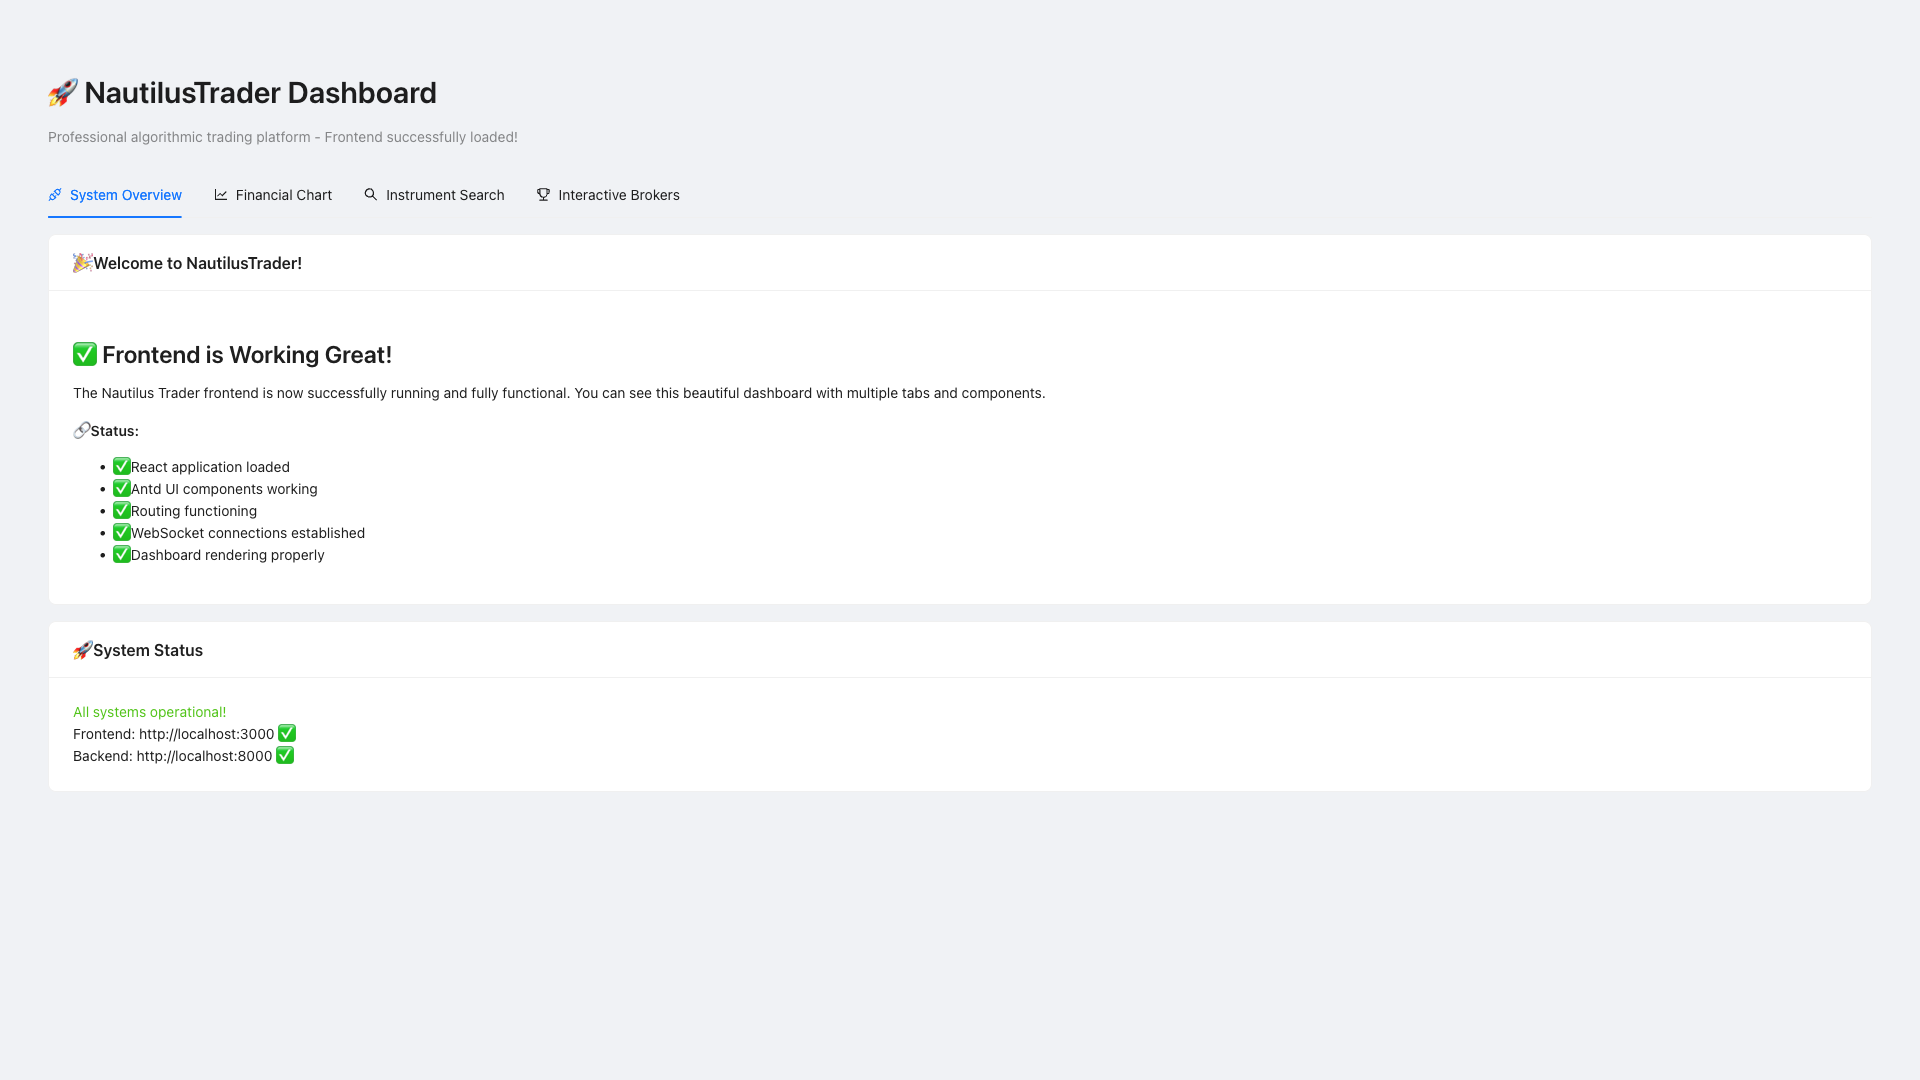 🚀 NautilusTrader Dashboard
Professional algorithmic trading platform - Frontend successfully loaded!
System Overview Financial Chart Instrument Search Interactive Brokers
🎉Welcome to NautilusTrader!
✅ Frontend is Working Great!
The Nautilus Trader frontend is now successfully running and fully functional. You can see this beautiful dashboard with multiple tabs and components.
🔗Status:
• ✅React application loaded
• ✅Antd UI components working
• ✅Routing functioning
• ✅WebSocket connections established
• ✅Dashboard rendering properly
🚀System Status
All systems operational!
Frontend: http://localhost:3000 ✅
Backend: http://localhost:8000 ✅